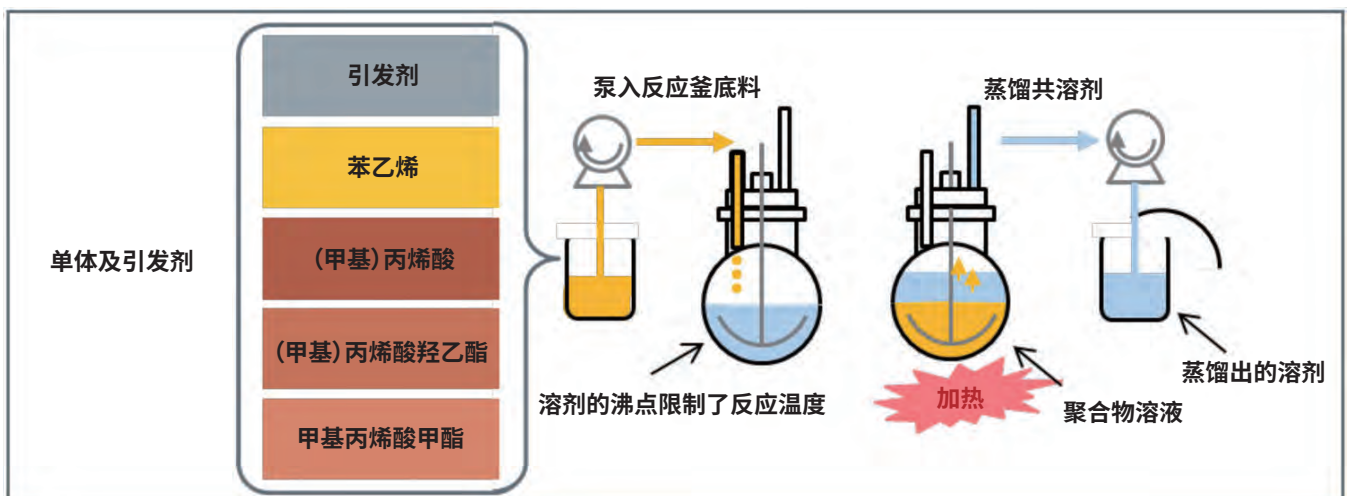 单体及引发剂
引发剂
苯乙烯
（甲基）丙烯酸
（甲基）丙烯酸羟乙酯
甲基丙烯酸甲酯
泵入反应釜底料
溶剂的沸点限制了反应温度
蒸馏共溶剂
加热
聚合物溶液
蒸馏出的溶剂